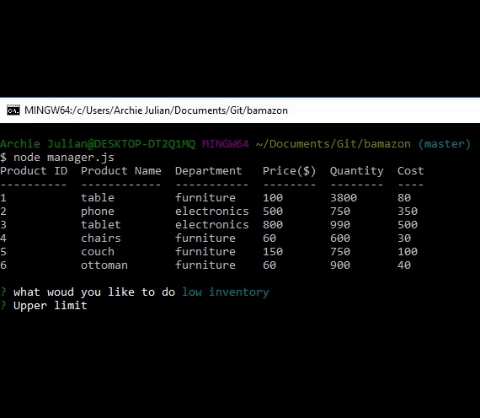 MINGW64:/c/Users/Archie Julian/Documents/Git/bamazon
Archie Julian@DESKTOP-DT2Q1MQ MINGW64 ~/Documents/Git/bamazon (master)
$ node manager.js
Product ID  Product Name  Department   Price($)  Quantity  Cost
----------  ------------  -----------  --------  --------  ----
1           table         furniture    100       3800      80
2           phone         electronics  500       750       350
3           tablet        electronics  800       990       500
4           chairs        furniture    60        600       30
5           couch         furniture    150       750       100
6           ottoman       furniture    60        900       40
? what woud you like to do low inventory
? Upper limit